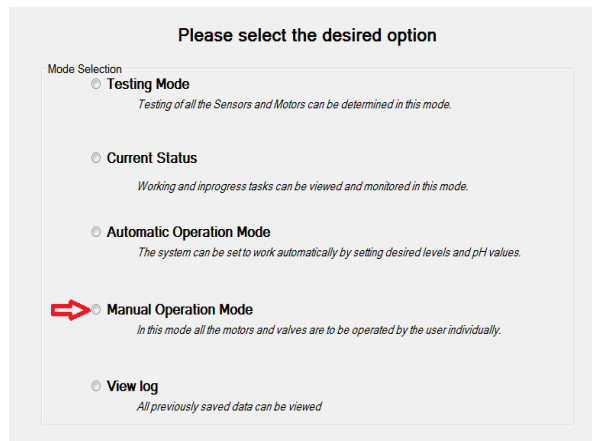 Please select the desired option
Mode Selection
Testing Mode
Testing of all the Sensors and Motors can be determined in this mode.
Current Status
Working and inprogress tasks can be viewed and monitored in this mode.
Automatic Operation Mode
The system can be set to work automatically by setting desired levels and pH values.
Manual Operation Mode
In this mode all the motors and valves are to be operated by the user individually.
View log
All previously saved data can be viewed